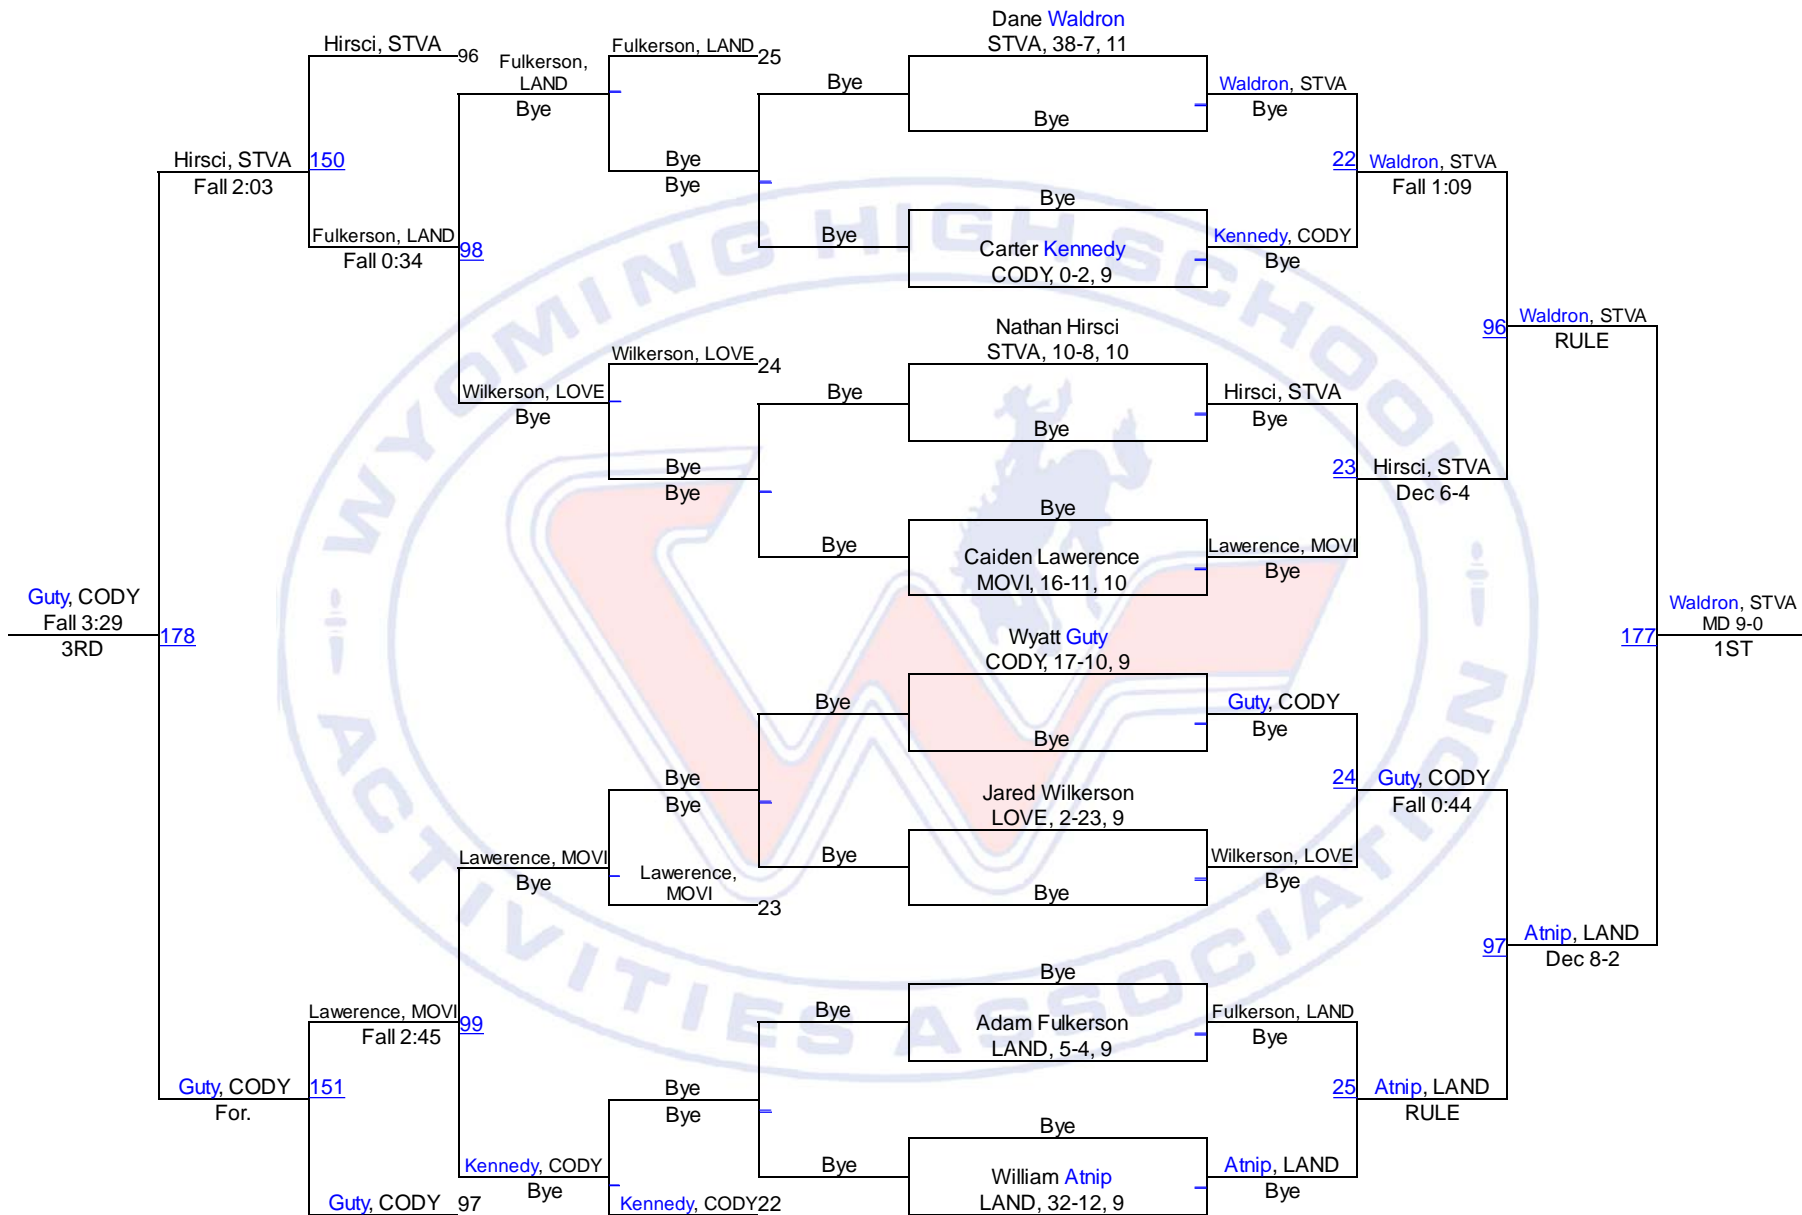 Dane Waldron
STVA, 38-7, 11
Hirsci, STVA
96
Fulkerson,
LAND
Bye
Fulkerson, LAND
25
Bye
Waldron, STVA
Bye
Bye
Hirsci, STVA
Fall 2:03
150
Bye
Bye
22
Waldron, STVA
Fall 1:09
Bye
Fulkerson, LAND
Fall 0:34
98
Bye
Carter Kennedy
CODY, 0-2, 9
Kennedy, CODY
Bye
Nathan Hirsci
STVA, 10-8, 10
96
Waldron, STVA
RULE
Wilkerson, LOVE
24
Wilkerson, LOVE
Bye
Bye
Hirsci, STVA
Bye
Bye
Bye
Bye
23
Hirsci, STVA
Dec 6-4
Bye
Bye
Caiden Lawerence
MOVI, 16-11, 10
Lawerence, MOVI
Bye
Guty, CODY
Fall 3:29
3RD
178
Wyatt Guty
CODY, 17-10, 9
177
Waldron, STVA
MD 9-0
1ST
Bye
Guty, CODY
Bye
Bye
Bye
Bye
Jared Wilkerson
LOVE, 2-23, 9
24
Guty, CODY
Fall 0:44
Lawerence, MOVI
Bye
Bye
Wilkerson, LOVE
Bye
Lawerence,
MOVI
23
Bye
97
Atnip, LAND
Dec 8-2
Bye
Lawerence, MOVI
Fall 2:45
99
Bye
Adam Fulkerson
LAND, 5-4, 9
Fulkerson, LAND
Bye
Guty, CODY
For.
151
Bye
Bye
25
Atnip, LAND
RULE
Bye
Kennedy, CODY
Bye
Bye
William Atnip
LAND, 32-12, 9
Atnip, LAND
Bye
Guty, CODY
97
Kennedy, CODY
22
WYOMING HIGH SCHOOL
ACTIVITIES ASSOCIATION